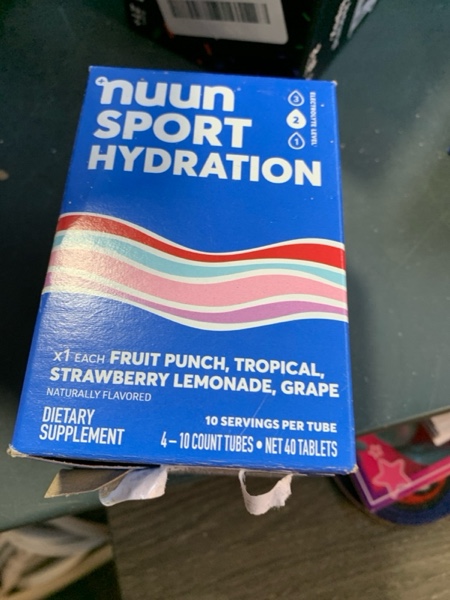 nuun
SPORT
HYDRATION
3
2
1
ELECTROLYTE LEVEL
x1 EACH FRUIT PUNCH, TROPICAL,
STRAWBERRY LEMONADE, GRAPE
NATURALLY FLAVORED
DIETARY
SUPPLEMENT
10 SERVINGS PER TUBE
4–10 COUNT TUBES • NET 40 TABLETS